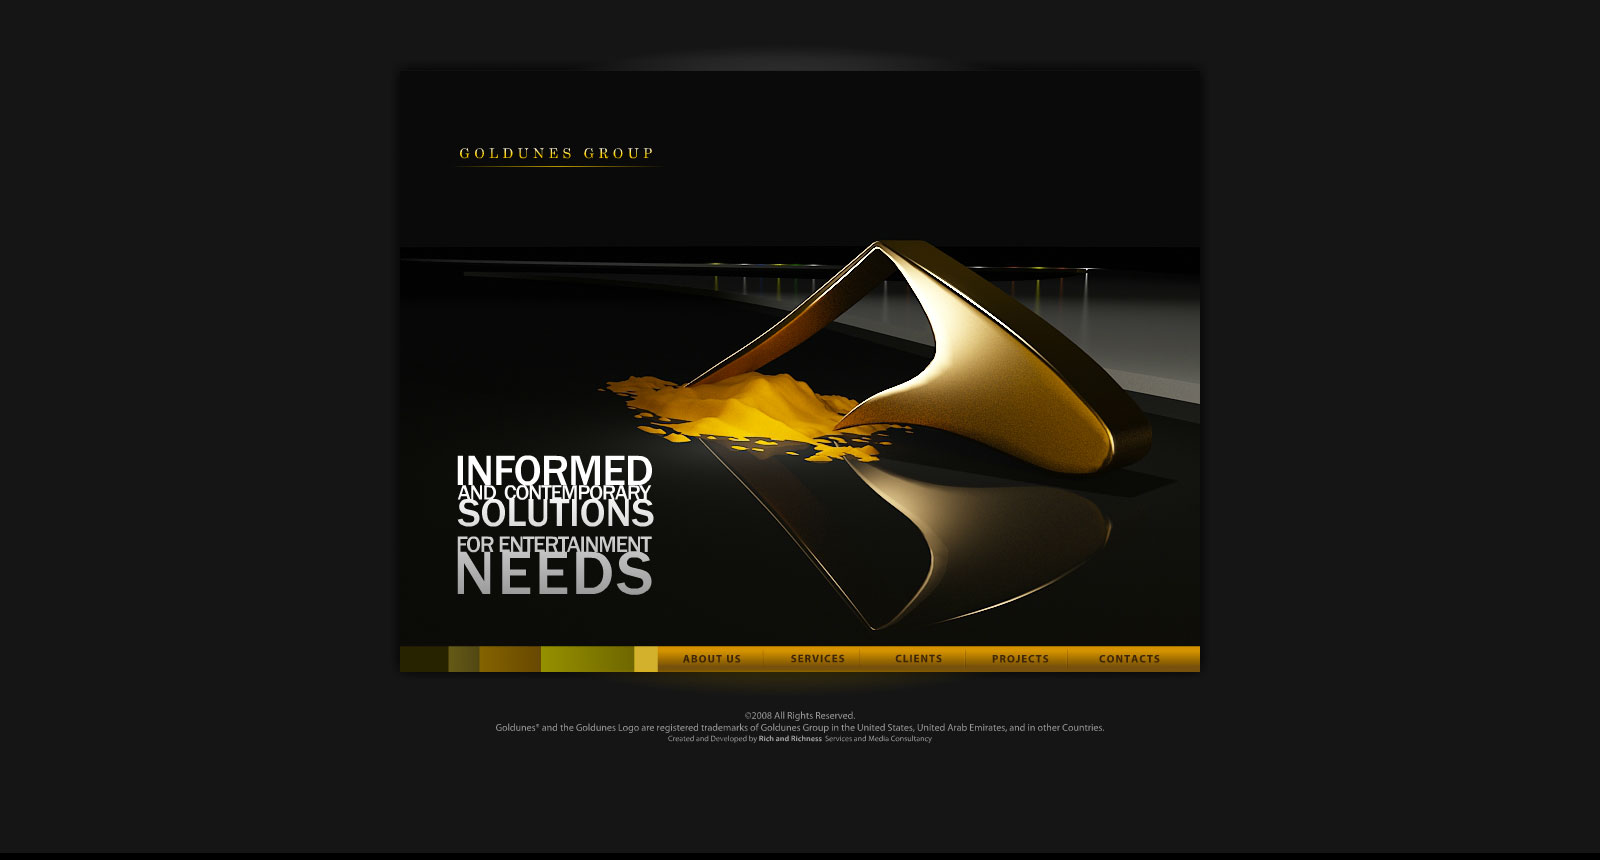 GOLDUNES GROUP
INFORMED
AND CONTEMPORARY
SOLUTIONS
FOR ENTERTAINMENT
NEEDS
ABOUT US SERVICES CLIENTS PROJECTS CONTACTS
©2008 All Rights Reserved.
Goldunes® and the Goldunes Logo are registered trademarks of Goldunes Group in the United States, United Arab Emirates, and in other Countries.
Created and Developed by Rich and Richness Services and Media Consultancy